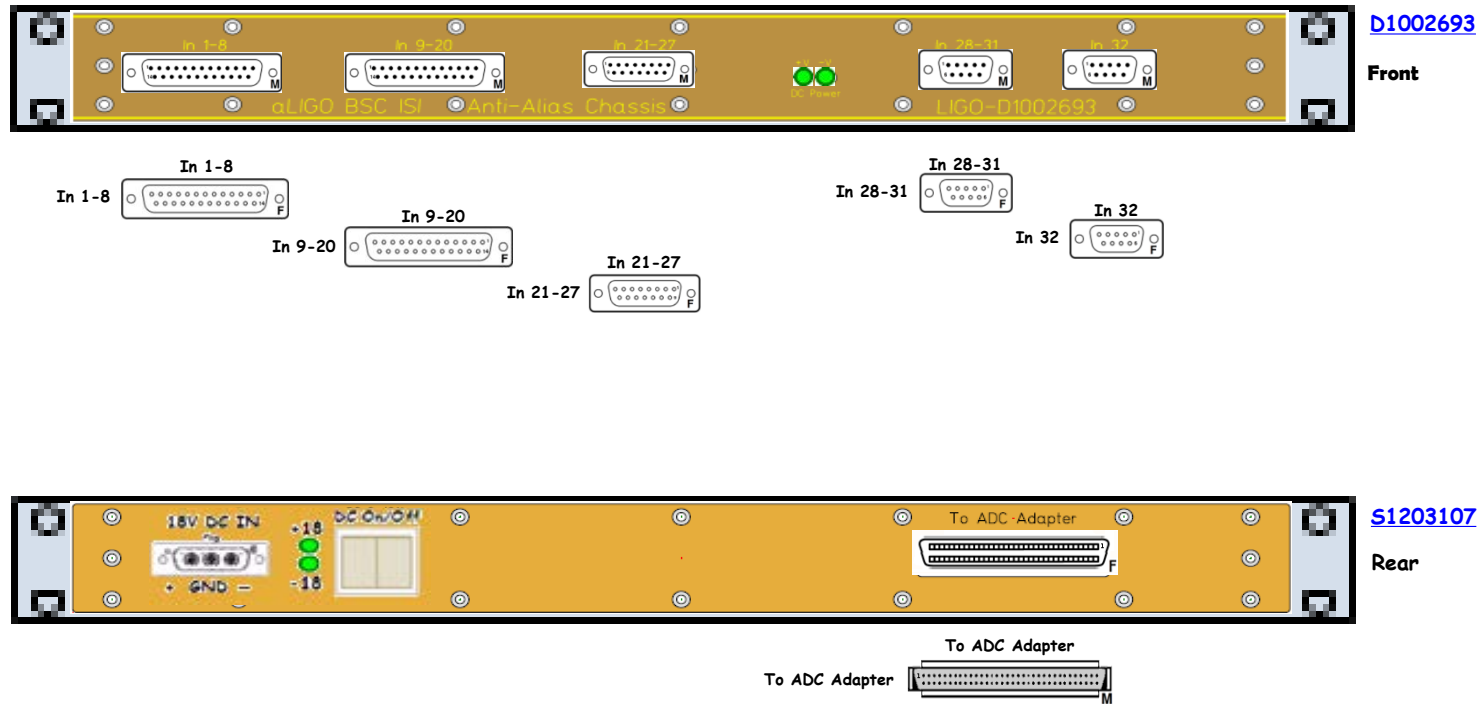 D1002693
Front
In 1-8
In 9-20
In 21-27
In 28-31
In 32
M
M
M
M
M
+V -V
DC Power
aLIGO BSC ISI Anti-Alias Chassis
LIGO-D1002693
In 1-8
In 1-8
F
In 9-20
In 9-20
F
In 21-27
In 21-27
F
In 28-31
In 28-31
F
In 32
In 32
F
S1203107
Rear
18V DC IN
+18
-18
+ GND -
DC On/Off
To ADC-Adapter
1
F
To ADC Adapter
To ADC Adapter
M